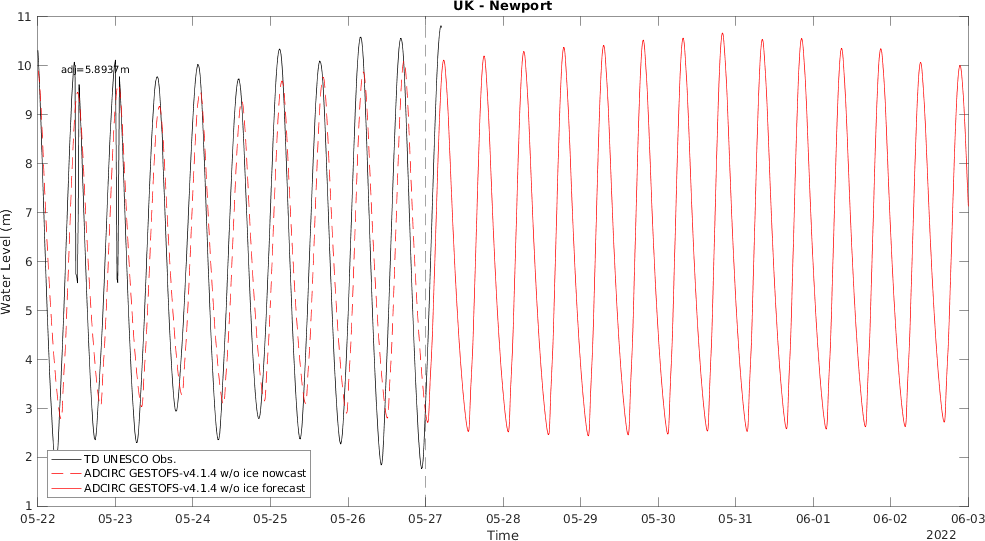 UK - Newport
11
10
9
8
7
6
5
4
3
2
1
Water Level (m)
adj=5.8937m
TD UNESCO Obs.
ADCIRC GESTOFS-v4.1.4 w/o ice nowcast
ADCIRC GESTOFS-v4.1.4 w/o ice forecast
05-22 05-23 05-24 05-25 05-26 05-27 05-28 05-29 05-30 05-31 06-01 06-02 06-03
Time
2022